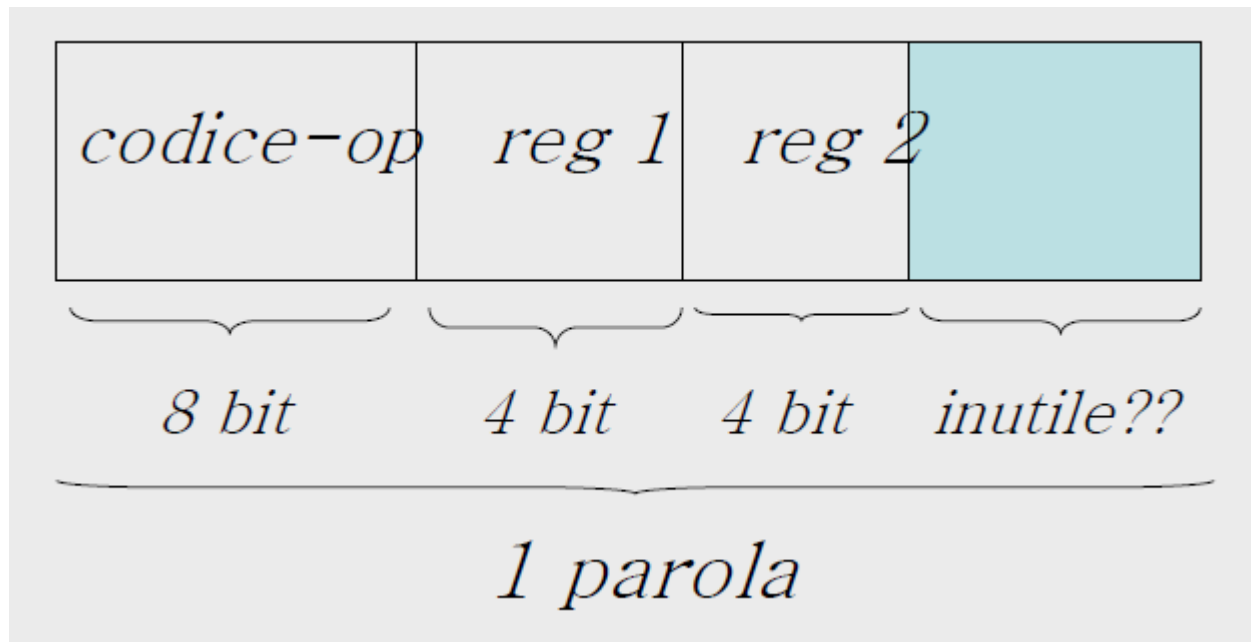 codice-op reg 1 reg 2
8 bit 4 bit 4 bit inutile??
1 parola